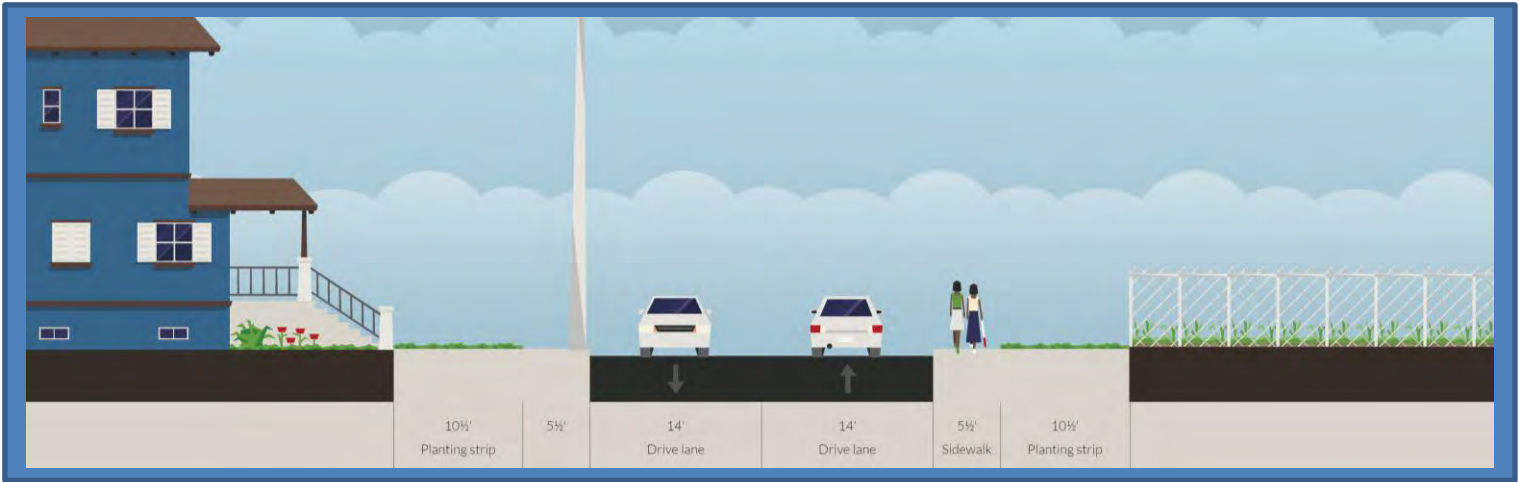 10½'
Planting strip
5½'
14'
Drive lane
14'
Drive lane
5½'
Sidewalk
10½'
Planting strip